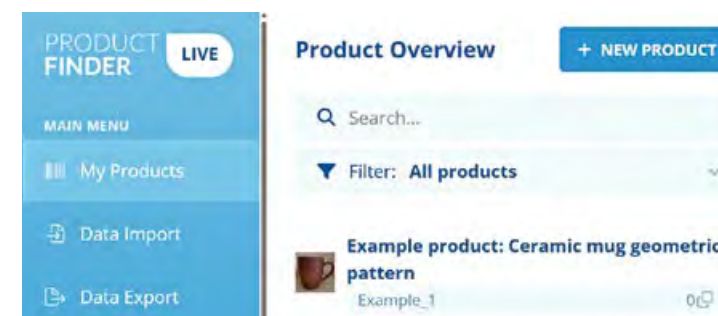 PRODUCT
FINDER
LIVE
MAIN MENU
My Products
Data Import
Data Export
Product Overview
+ NEW PRODUCT
Search...
Filter: All products
Example product: Ceramic mug geometric
pattern
Example_1
0